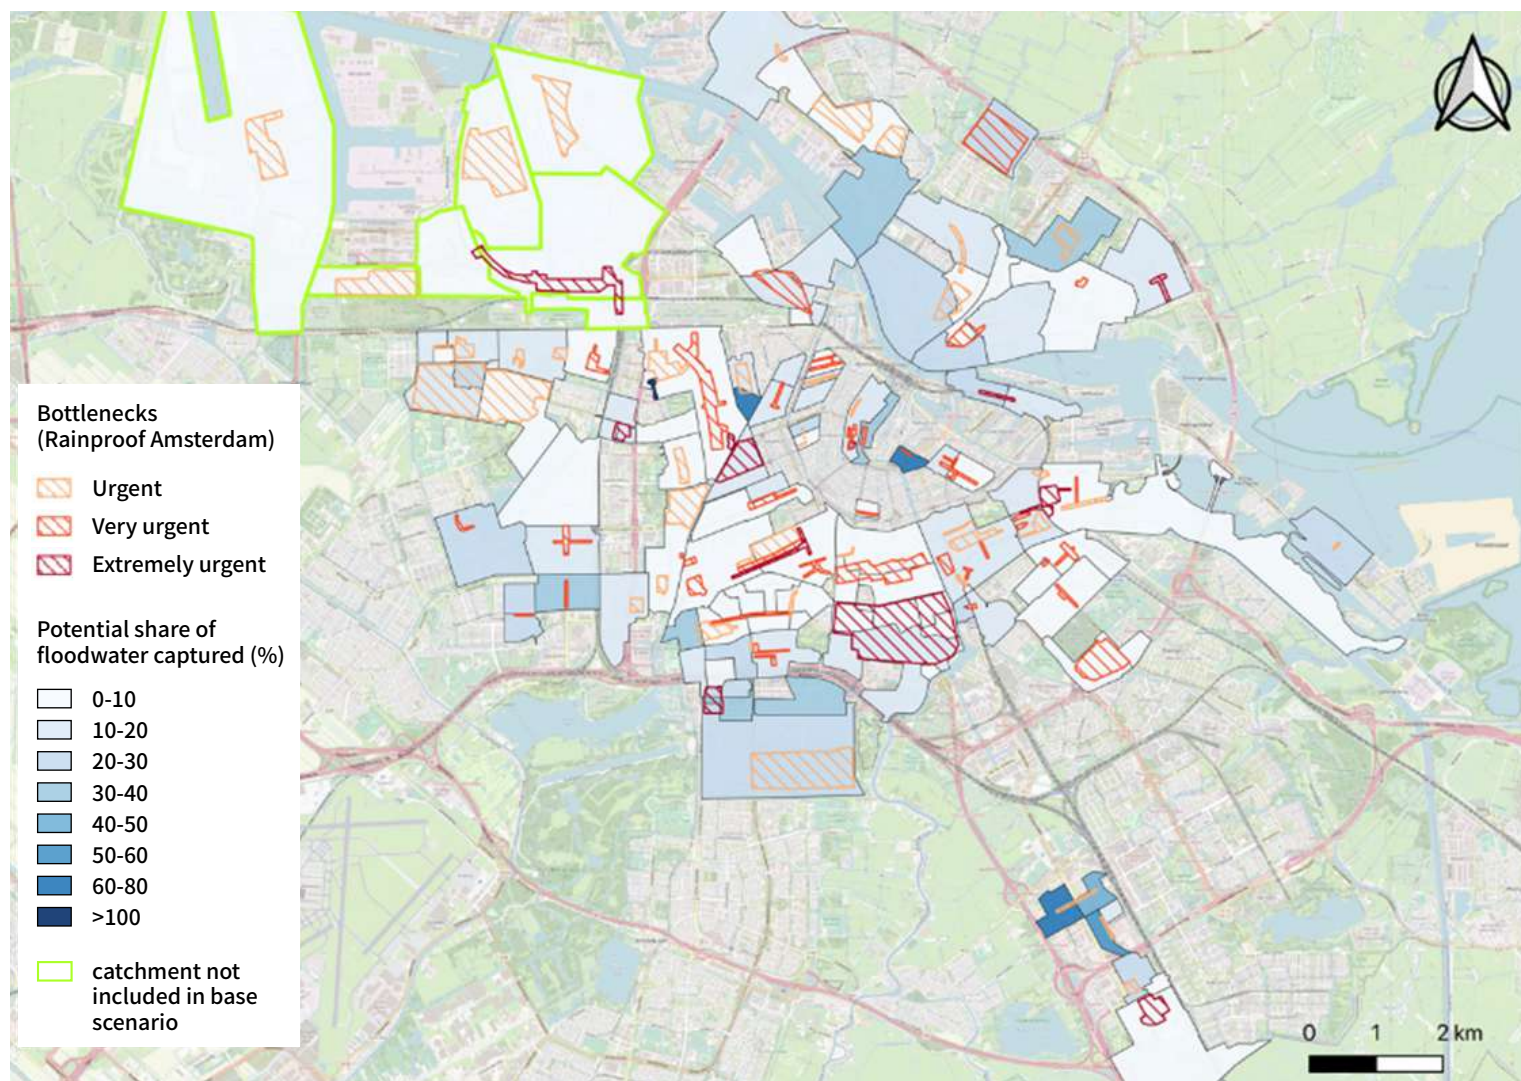 Bottlenecks
(Rainproof Amsterdam)
Urgent
Very urgent
Extremely urgent
Potential share of
floodwater captured (%)
0-10
10-20
20-30
30-40
40-50
50-60
60-80
>100
catchment not
included in base
scenario
0 1 2 km